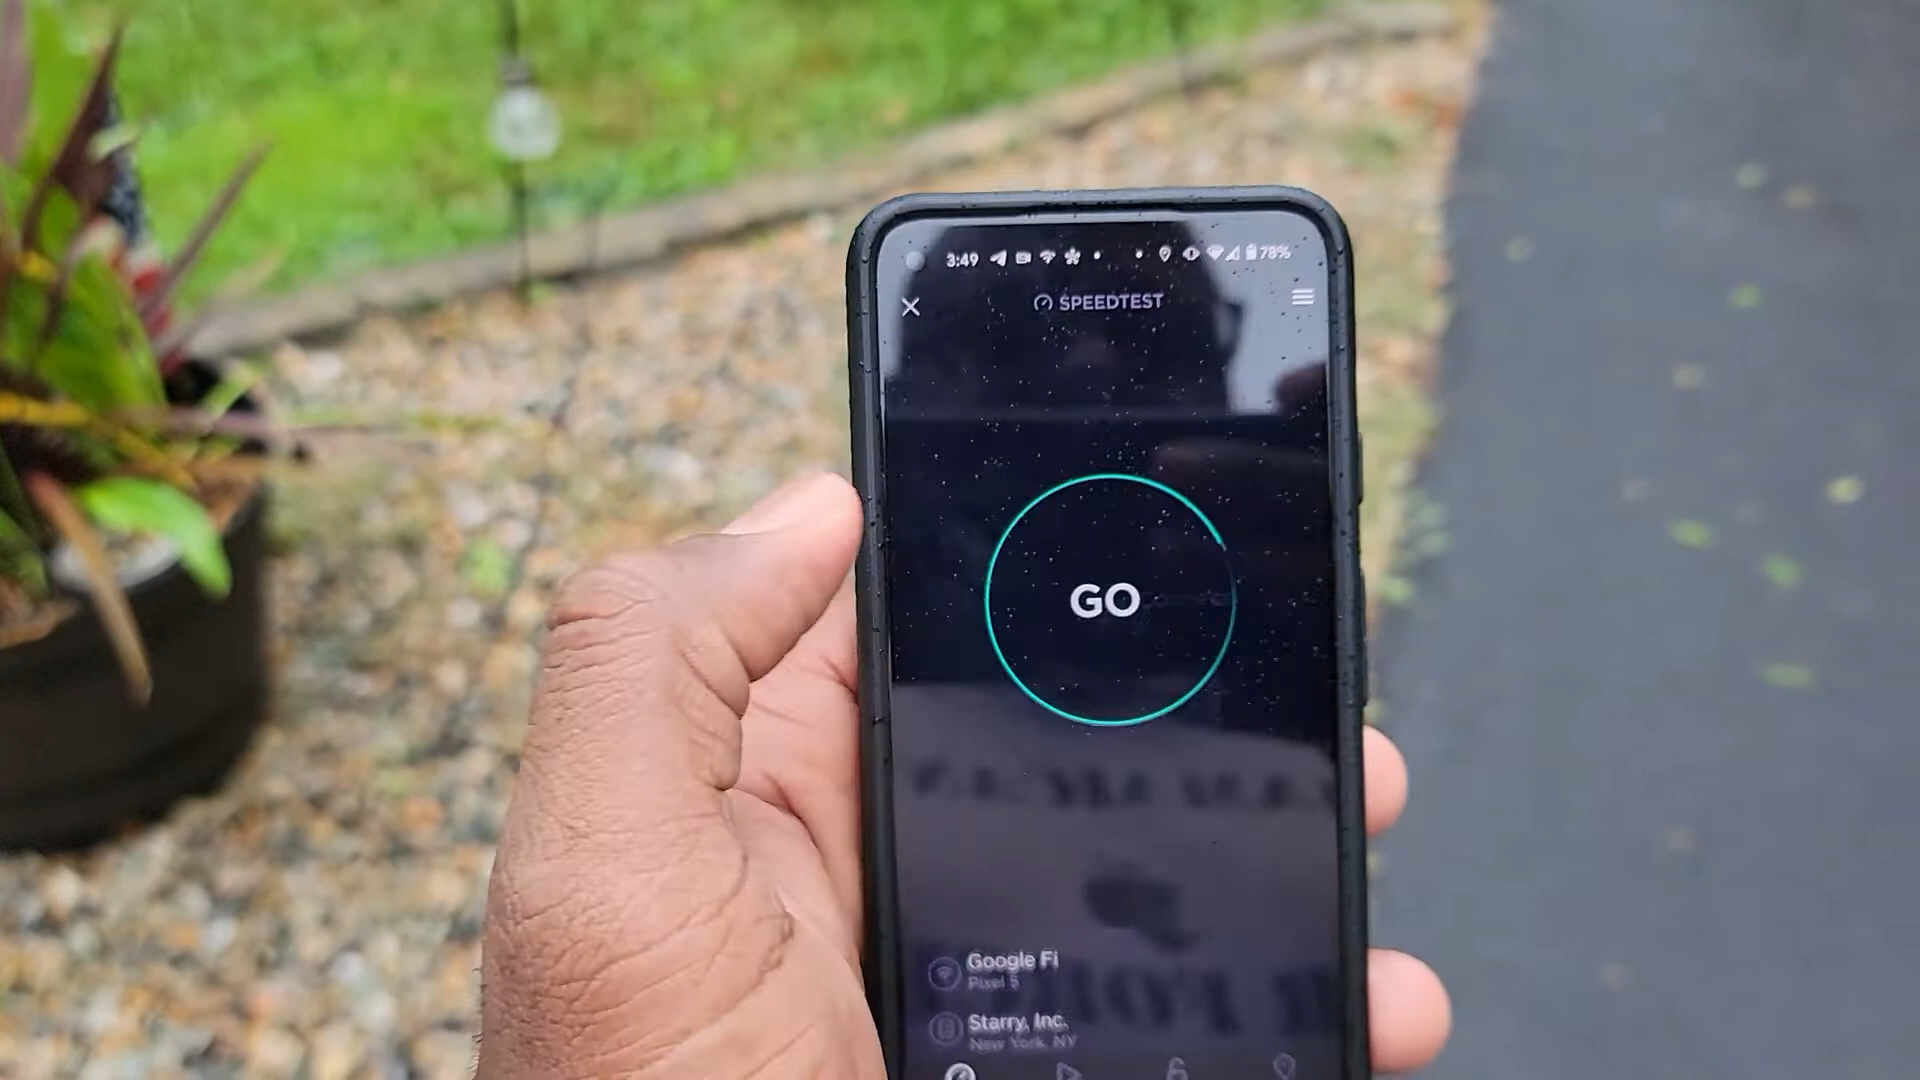 3:49 78%
SPEEDTEST
GO
Google Fi
Pixel 5
Starry, Inc.
New York, NY